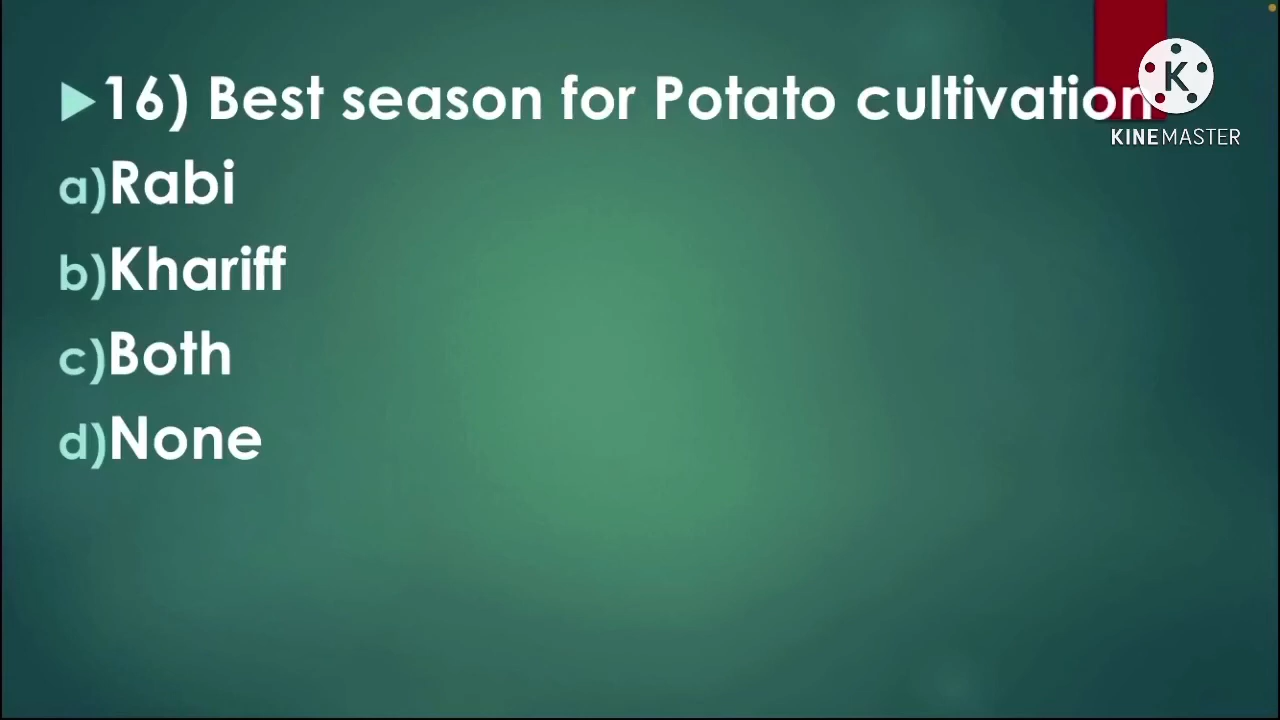 16) Best season for Potato cultivation
a)Rabi
b)Khariff
c)Both
d)None
K
KINEMASTER